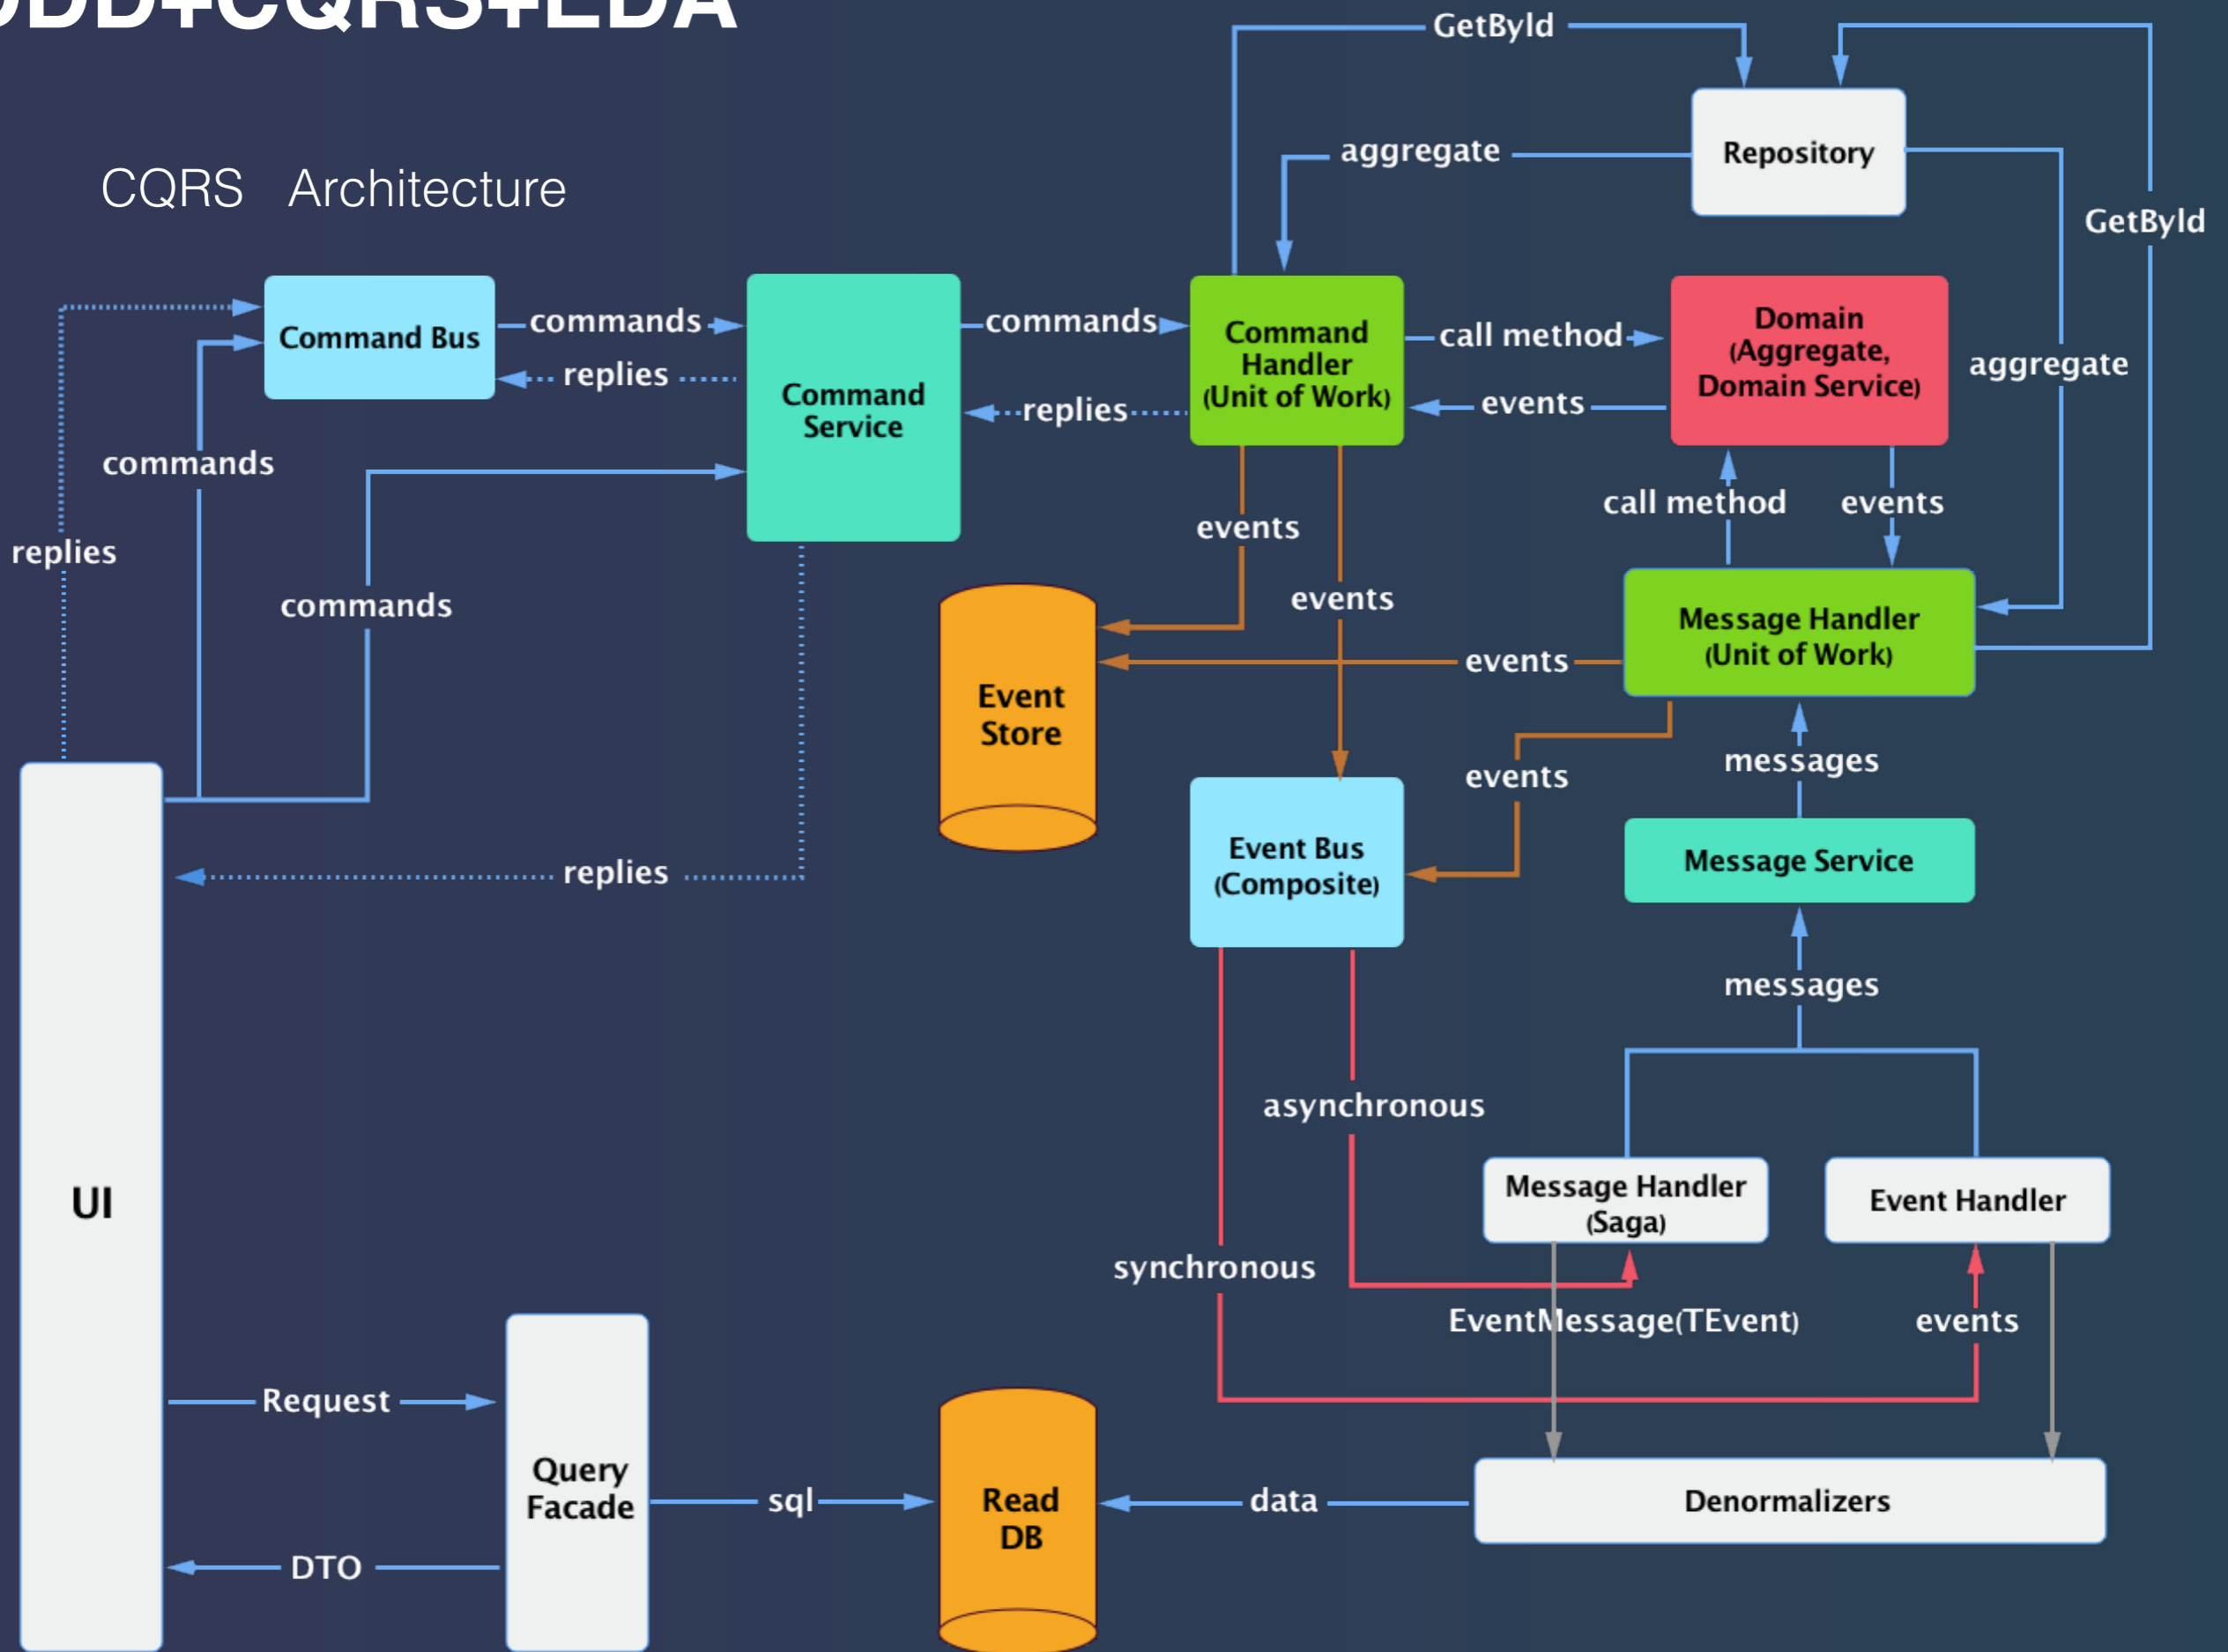 DDD+CQRS+EDA
GetById
Repository
aggregate
GetById
CQRS Architecture
Command Bus
commands
replies
Command
Service
commands
replies
Command
Handler
(Unit of Work)
call method
events
Domain
(Aggregate,
Domain Service)
aggregate
commands
replies
commands
events
events
call method
events
Message Handler
(Unit of Work)
events
Event
Store
events
messages
Event Bus
(Composite)
Message Service
replies
messages
asynchronous
Message Handler
(Saga)
Event Handler
UI
synchronous
EventMessage(TEvent)
events
Request
Query
Facade
sql
Read
DB
data
Denormalizers
DTO